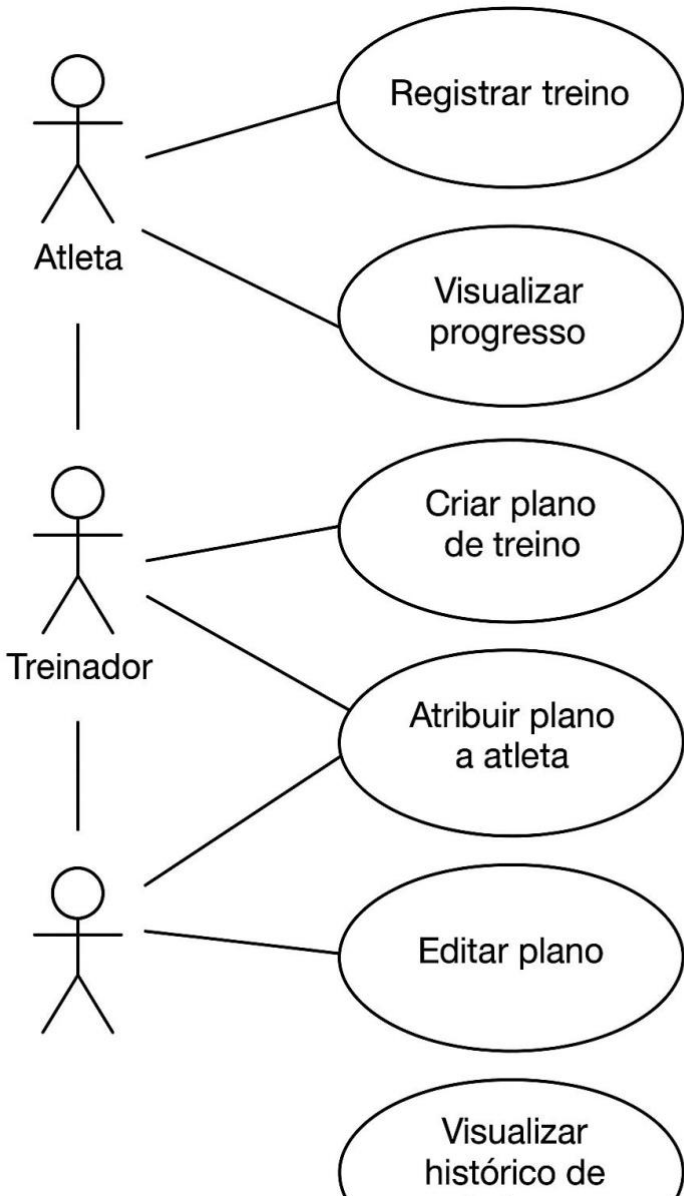 Registrar treino
Atleta
Visualizar
progresso
Criar plano
de treino
Treinador
Atribuir plano
a atleta
Editar plano
Visualizar
histórico de